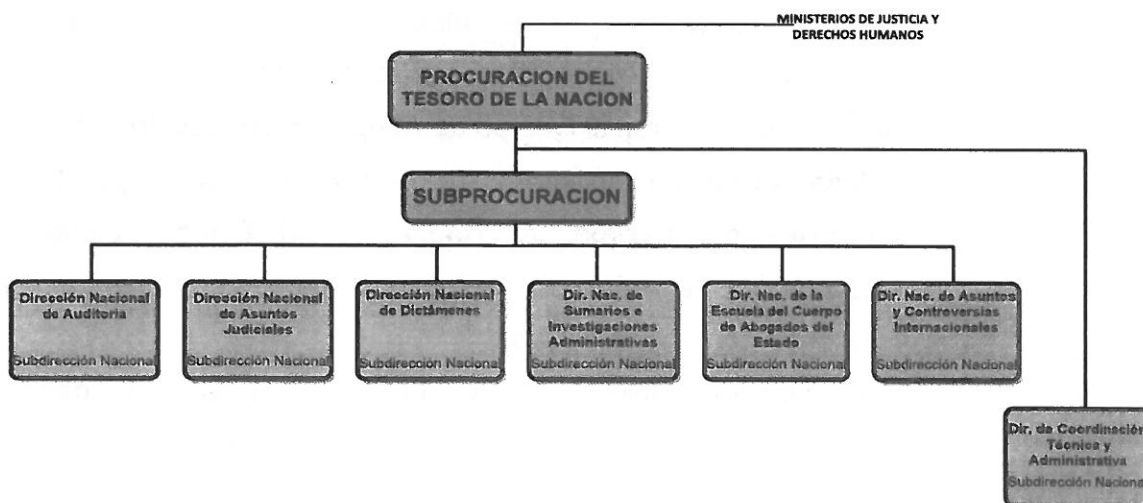 MINISTERIOS DE JUSTICIA Y
DERECHOS HUMANOS
PROCURACION DEL
TESORO DE LA NACION
SUBPROCURACION
Dirección Nacional
de Auditoría
Subdirección Nacional
Dirección Nacional
de Asuntos
Judiciales
Subdirección Nacional
Dirección Nacional
de Dictámenes
Subdirección Nacional
Dir. Nac. de
Sumarios e
Investigaciones
Administrativas
Subdirección Nacional
Dir. Nac. de la
Escuela del Cuerpo
de Abogados del
Estado
Subdirección Nacional
Dir. Nac. de Asuntos
y Controversias
Internacionales
Subdirección Nacional
Dir. de Coordinación
Técnica y
Administrativa
Subdirección Naciona